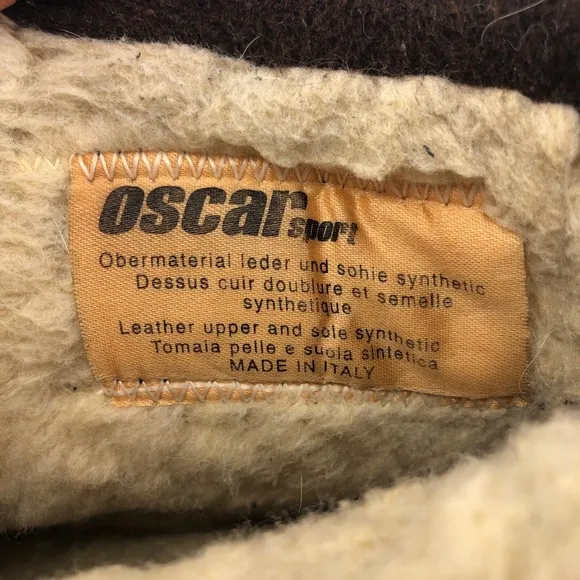 oscar sport
Obermaterial leder und sohie synthetic
Dessus cuir doublure et semelle
synthetique
Leather upper and sole synthetic
Tomaia pelle e suola sintetica
MADE IN ITALY